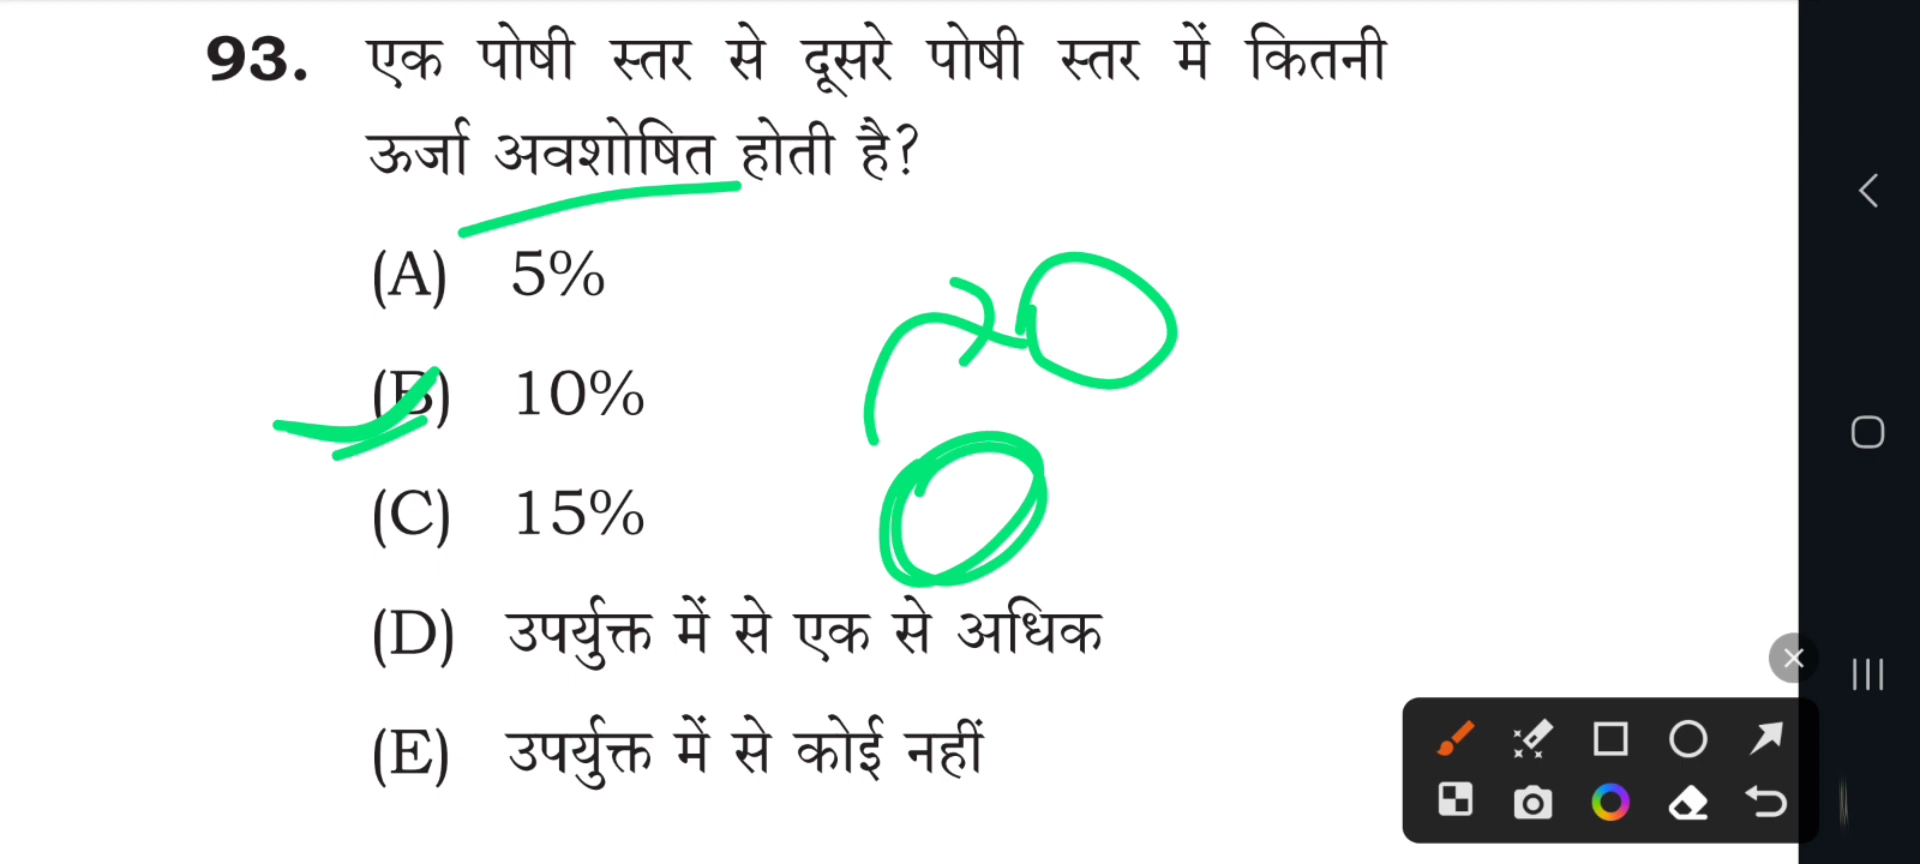 93. एक पोषी स्तर से दूसरे पोषी स्तर में कितनी
ऊर्जा अवशोषित होती है?
(A) 5%
(B) 10%
(C) 15%
(D) उपर्युक्त में से एक से अधिक
(E) उपर्युक्त में से कोई नहीं